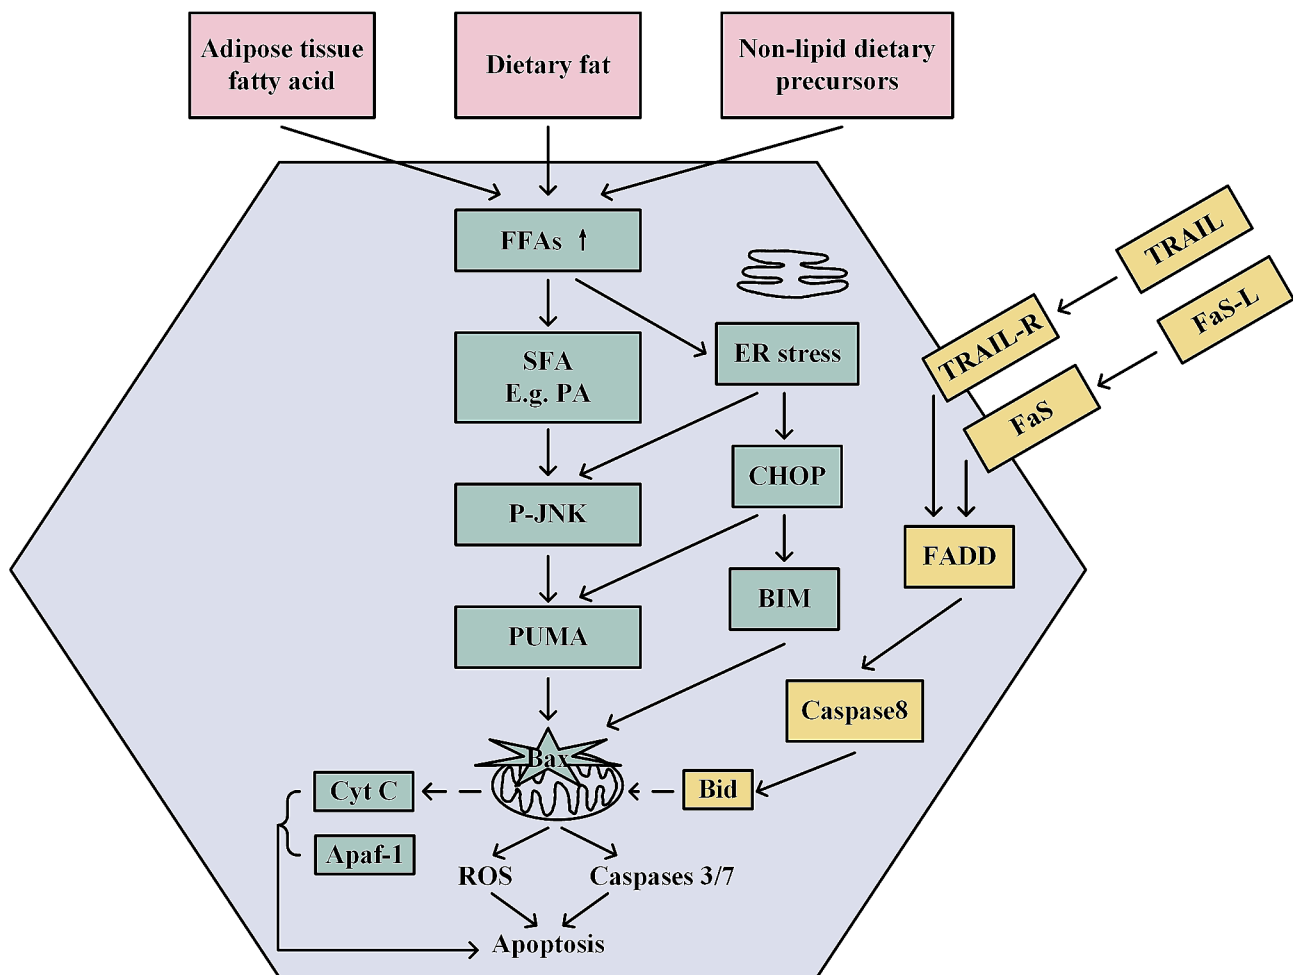 Adipose tissue
fatty acid
Dietary fat
Non-lipid dietary
precursors
FFAs ↑
TRAIL
FaS-L
TRAIL-R
FaS
SFA
E.g. PA
ER stress
CHOP
P-JNK
FADD
BIM
PUMA
Caspase8
Bax
Bid
Cyt C
Apaf-1
ROS
Caspases 3/7
Apoptosis